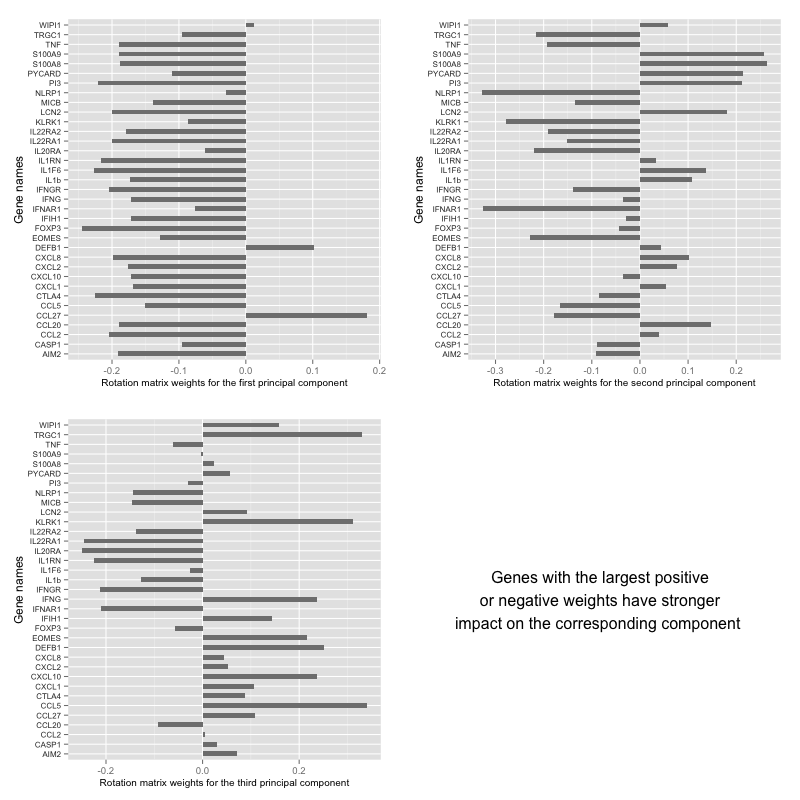 WIPI1
TRGC1
TNF
S100A9
S100A8
PYCARD
PI3
NLRP1
MICB
LCN2
KLRK1
IL22RA2
IL22RA1
IL20RA
IL1RN
IL1F6
IL1b
IFNGR
IFNG
IFNAR1
IFIH1
FOXP3
EOMES
DEFB1
CXCL8
CXCL2
CXCL10
CXCL1
CTLA4
CCL5
CCL27
CCL20
CCL2
CASP1
AIM2
Gene names
-0.2 -0.1 0.0 0.1 0.2
Rotation matrix weights for the first principal component
WIPI1
TRGC1
TNF
S100A9
S100A8
PYCARD
PI3
NLRP1
MICB
LCN2
KLRK1
IL22RA2
IL22RA1
IL20RA
IL1RN
IL1F6
IL1b
IFNGR
IFNG
IFNAR1
IFIH1
FOXP3
EOMES
DEFB1
CXCL8
CXCL2
CXCL10
CXCL1
CTLA4
CCL5
CCL27
CCL20
CCL2
CASP1
AIM2
Gene names
-0.3 -0.2 -0.1 0.0 0.1 0.2
Rotation matrix weights for the second principal component
WIPI1
TRGC1
TNF
S100A9
S100A8
PYCARD
PI3
NLRP1
MICB
LCN2
KLRK1
IL22RA2
IL22RA1
IL20RA
IL1RN
IL1F6
IL1b
IFNGR
IFNG
IFNAR1
IFIH1
FOXP3
EOMES
DEFB1
CXCL8
CXCL2
CXCL10
CXCL1
CTLA4
CCL5
CCL27
CCL20
CCL2
CASP1
AIM2
Gene names
-0.2 0.0 0.2
Rotation matrix weights for the third principal component
Genes with the largest positive
or negative weights have stronger
impact on the corresponding component